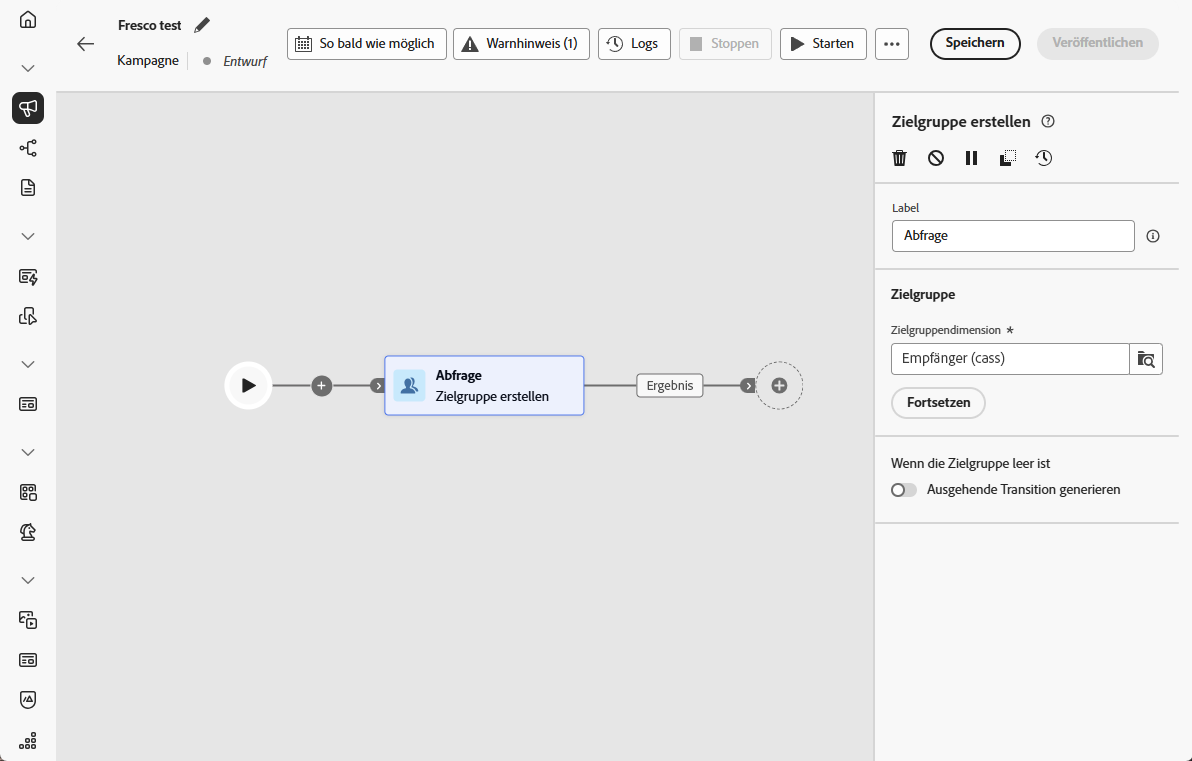 Fresco test
Kampagne
Entwurf
So bald wie möglich
Warnhinweis (1)
Logs
Stoppen
Starten
Speichern
Veröffentlichen
Abfrage
Zielgruppe erstellen
Ergebnis
Zielgruppe erstellen
Label
Abfrage
Zielgruppe
Zielgruppendimension *
Empfänger (cass)
Fortsetzen
Wenn die Zielgruppe leer ist
Ausgehende Transition generieren